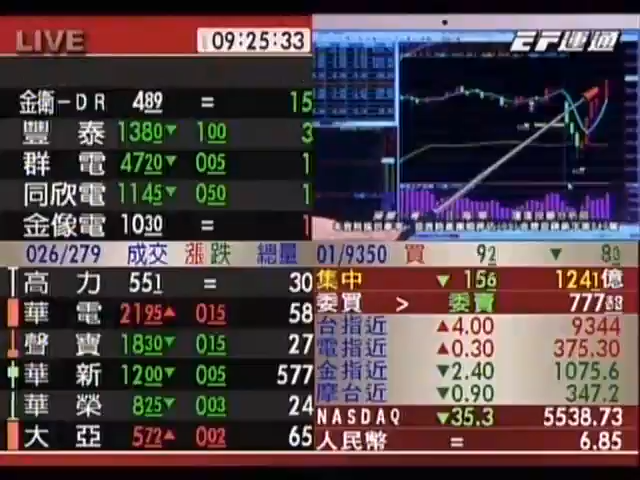 LIVE 09:25:33
EF運通
金衛-DR 489 = 15
豐泰 1380▼ 100 3
群電 4720▼ 005 1
同欣電 1145▼ 050 1
金像電 1030 = 1
026/279 成交 漲跌 總量
高力 551 = 30
華電 2195▲ 015 58
聲寶 1830▼ 015 27
華新 1200▼ 005 577
華榮 825▼ 003 24
大亞 572▲ 002 65
01/9350 買 92 ▼ 83
集中 ▼ 156 1241億
委買 > 委賣 77768
台指近 ▲4.00 9344
電指近 ▲0.30 375.30
金指近 ▼2.40 1075.6
摩台近 ▼0.90 347.2
NASDAQ ▼35.3 5538.73
人民幣 = 6.85